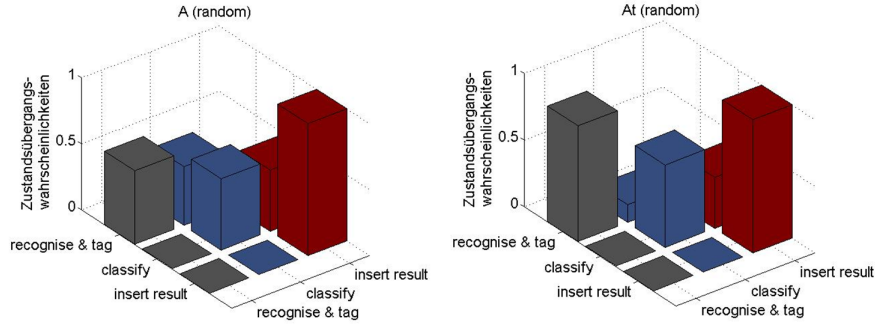 A (random)
Zustandsübergangs-
wahrscheinlichkeiten
1
0.5
0
recognise & tag
classify
insert result
insert result
classify
recognise & tag
At (random)
Zustandsübergangs-
wahrscheinlichkeiten
1
0.5
0
recognise & tag
classify
insert result
insert result
classify
recognise & tag